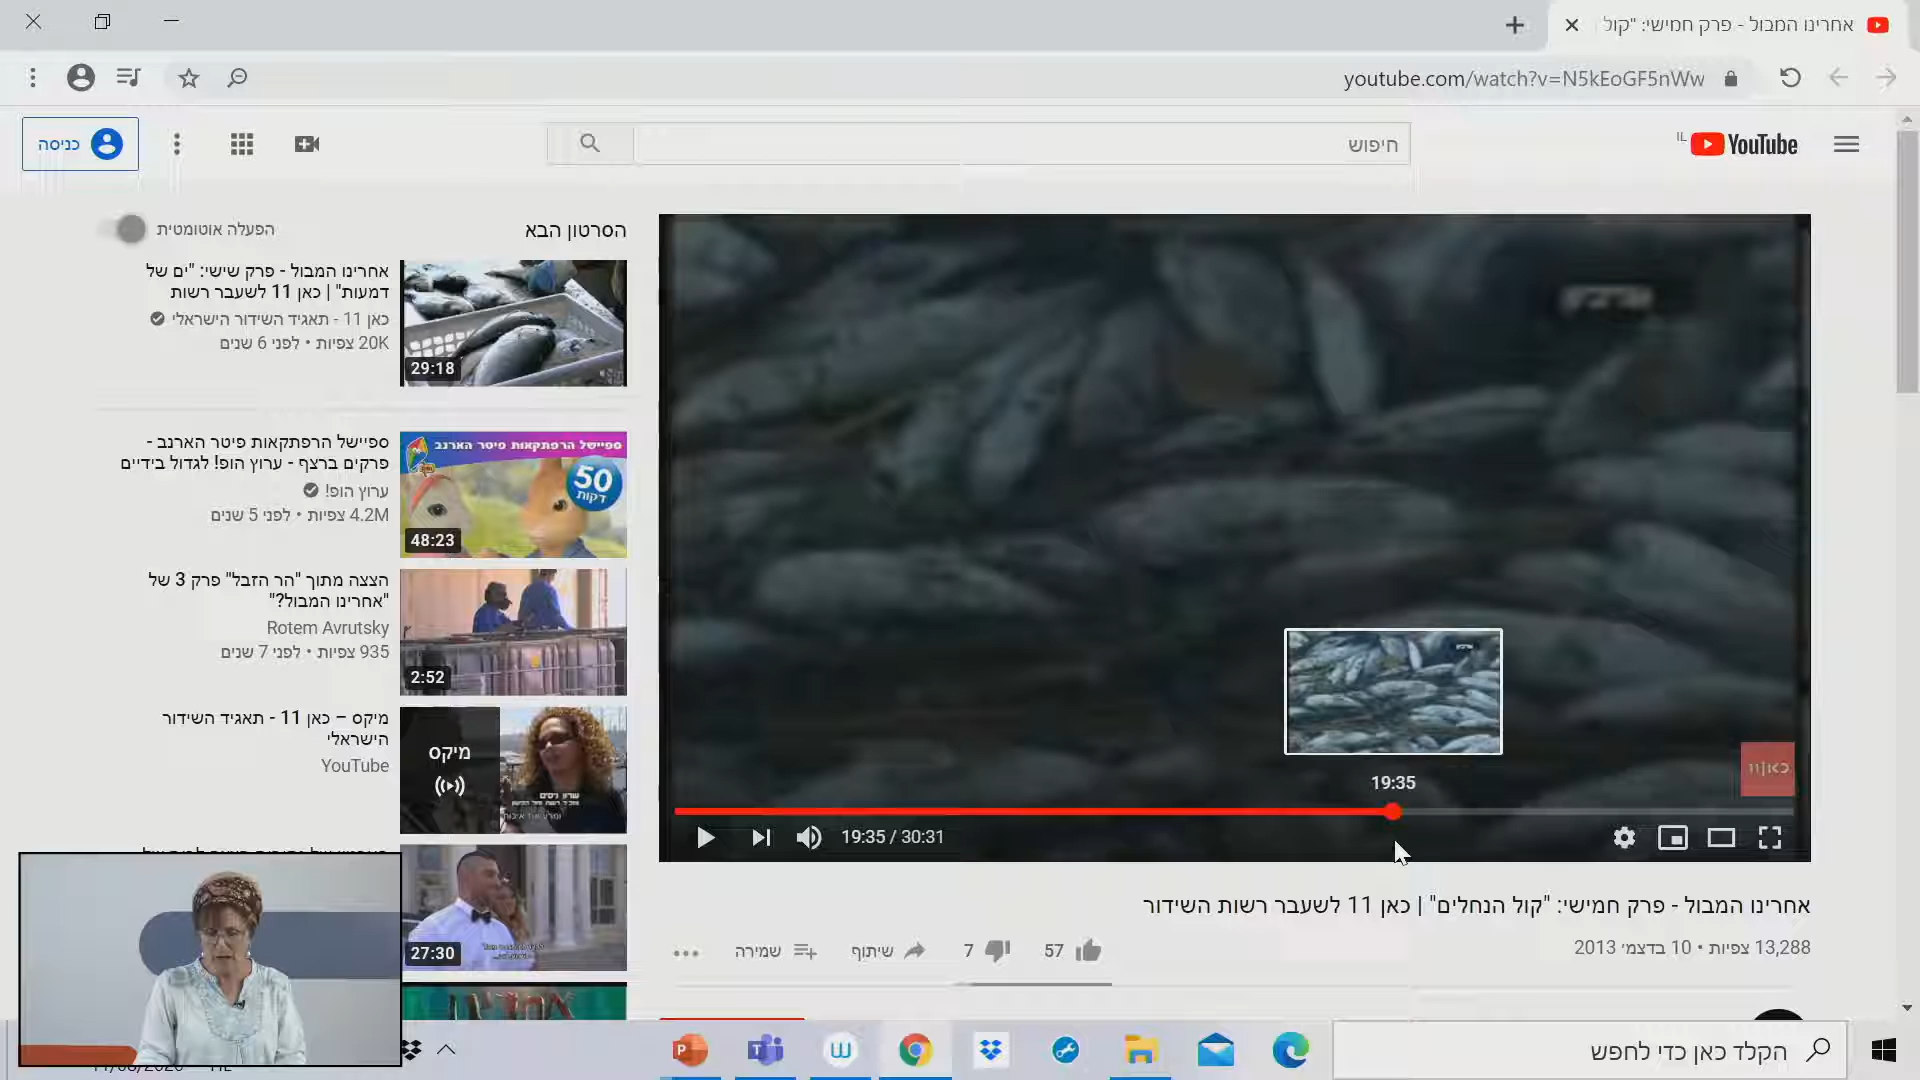 אחרינו המבול - פרק חמישי: "קול
youtube.com/watch?v=N5kEoGF5nWw
YouTube IL
חיפוש
כניסה
הסרטון הבא
הפעלה אוטומטית
אחרינו המבול - פרק שישי: "ים של
דמעות" | כאן 11 לשעבר רשות
כאן 11 - תאגיד השידור הישראלי
20K צפיות • לפני 6 שנים
29:18
ספיישל הרפתקאות פיטר הארנב -
פרקים ברצף - ערוץ הופ! לגדול בידיים
ערוץ הופ!
4.2M צפיות • לפני 5 שנים
ספיישל הרפתקאות פיטר הארנב
50
דקות
48:23
הצצה מתוך "הר הזבל" פרק 3 של
"אחרינו המבול?"
Rotem Avrutsky
935 צפיות • לפני 7 שנים
2:52
מיקס – כאן 11 - תאגיד השידור
הישראלי
YouTube
מיקס
27:30
ארכיון
ארכיון
כאן|11
19:35
19:35 / 30:31
אחרינו המבול - פרק חמישי: "קול הנחלים" | כאן 11 לשעבר רשות השידור
13,288 צפיות • 10 בדצמ׳ 2013
57
7
שיתוף
שמירה
הקלד כאן כדי לחפש